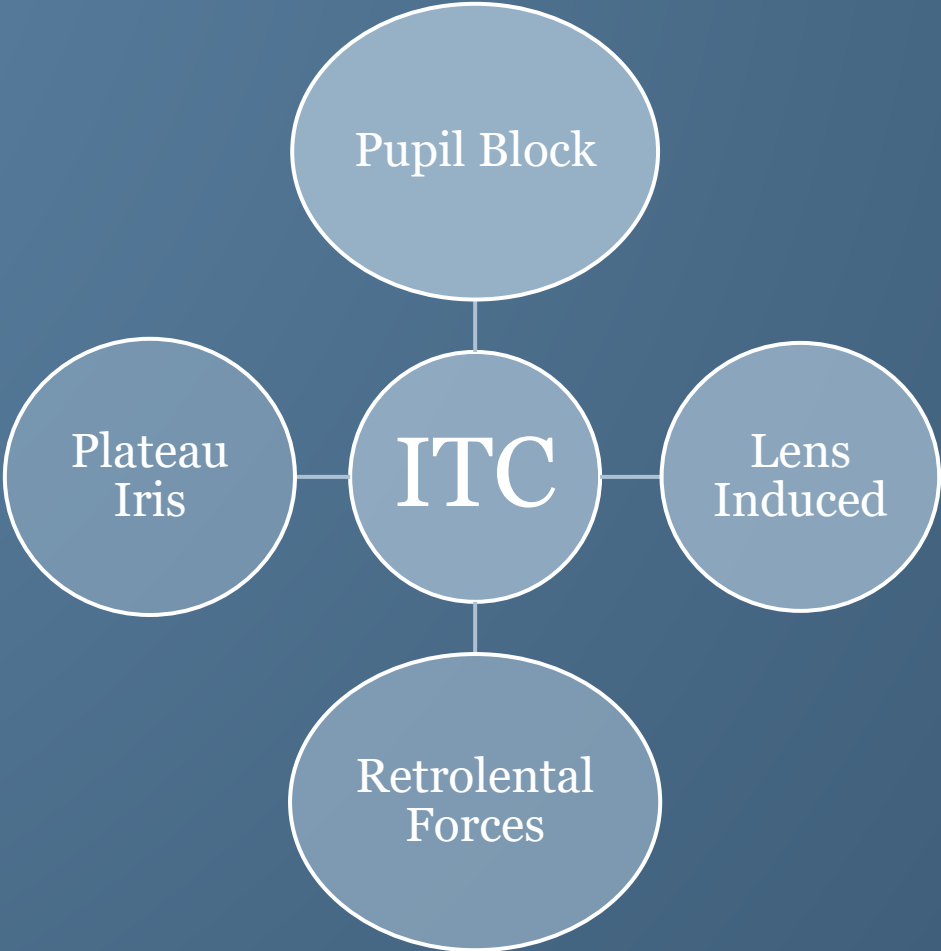 Pupil Block
Plateau
Iris
ITC
Lens
Induced
Retrolental
Forces